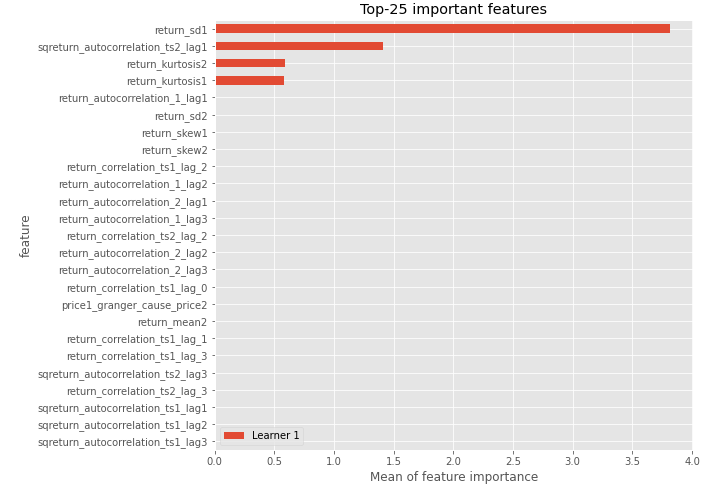 Top-25 important features
return_sd1
sqreturn_autocorrelation_ts2_lag1
return_kurtosis2
return_kurtosis1
return_autocorrelation_1_lag1
return_sd2
return_skew1
return_skew2
return_correlation_ts1_lag_2
return_autocorrelation_1_lag2
return_autocorrelation_2_lag1
return_autocorrelation_1_lag3
return_correlation_ts2_lag_2
return_autocorrelation_2_lag2
return_autocorrelation_2_lag3
return_correlation_ts1_lag_0
price1_granger_cause_price2
return_mean2
return_correlation_ts1_lag_1
return_correlation_ts1_lag_3
sqreturn_autocorrelation_ts2_lag3
return_correlation_ts2_lag_3
sqreturn_autocorrelation_ts1_lag1
sqreturn_autocorrelation_ts1_lag2
sqreturn_autocorrelation_ts1_lag3
feature
Learner 1
0.0 0.5 1.0 1.5 2.0 2.5 3.0 3.5 4.0
Mean of feature importance